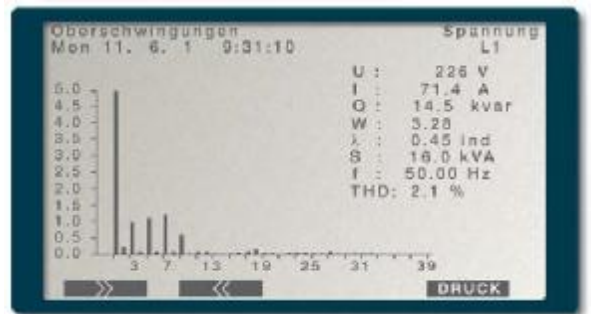 Oberschwingungen Spannung
Mon 11. 6. 1 9:31:10 L1
U : 226 V
I : 71.4 A
Q : 14.5 kvar
W : 3.28
λ : 0.45 ind
S : 16.0 kVA
f : 50.00 Hz
THD: 2.1 %
5.0
4.5
4.0
3.5
3.0
2.5
2.0
1.5
1.0
0.5
0.0
3 7 13 19 25 31 39
>> << DRUCK